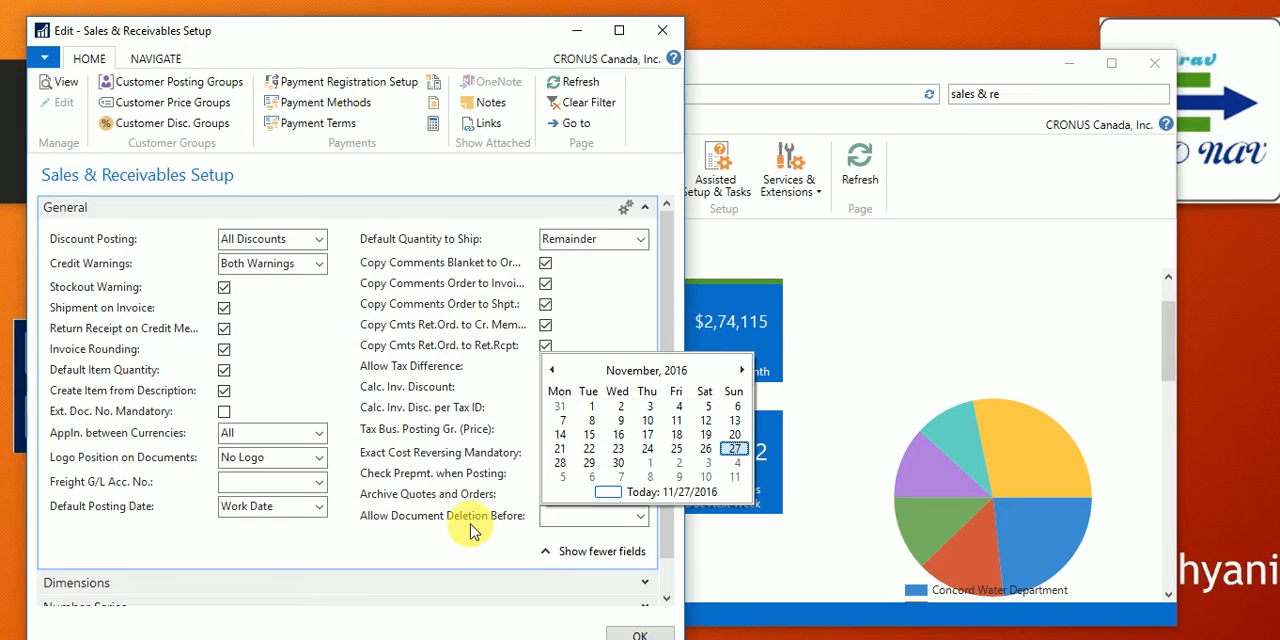 Edit - Sales & Receivables Setup
HOME
NAVIGATE
CRONUS Canada, Inc.
View
Edit
Manage
Customer Posting Groups
Customer Price Groups
Customer Disc. Groups
Customer Groups
Payment Registration Setup
Payment Methods
Payment Terms
Payments
OneNote
Notes
Links
Show Attached
Refresh
Clear Filter
Go to
Page
Sales & Receivables Setup
General
Discount Posting: All Discounts
Credit Warnings: Both Warnings
Stockout Warning:
Shipment on Invoice:
Return Receipt on Credit Me...
Invoice Rounding:
Default Item Quantity:
Create Item from Description:
Ext. Doc. No. Mandatory:
Appln. between Currencies: All
Logo Position on Documents: No Logo
Freight G/L Acc. No.:
Default Posting Date: Work Date
Default Quantity to Ship: Remainder
Copy Comments Blanket to Or...
Copy Comments Order to Invoi...
Copy Comments Order to Shpt.:
Copy Cmts Ret.Ord. to Cr. Mem...
Copy Cmts Ret.Ord. to Ret.Rcpt:
Allow Tax Difference:
Calc. Inv. Discount:
Calc. Inv. Disc. per Tax ID:
Tax Bus. Posting Gr. (Price):
Exact Cost Reversing Mandatory:
Check Prepmt. when Posting:
Archive Quotes and Orders:
Allow Document Deletion Before:
November, 2016
Mon Tue Wed Thu Fri Sat Sun
31 1 2 3 4 5 6
7 8 9 10 11 12 13
14 15 16 17 18 19 20
21 22 23 24 25 26 27
28 29 30 1 2 3 4
5 6 7 8 9 10 11
Today: 11/27/2016
Show fewer fields
Dimensions
Number Series
OK
sales & re
CRONUS Canada, Inc.
Assisted
Setup & Tasks
Services &
Extensions
Refresh
Setup
Page
$2,74,115
nth
2
s
ue Next Week
Concord Water Department
rav
O NAV
hyani